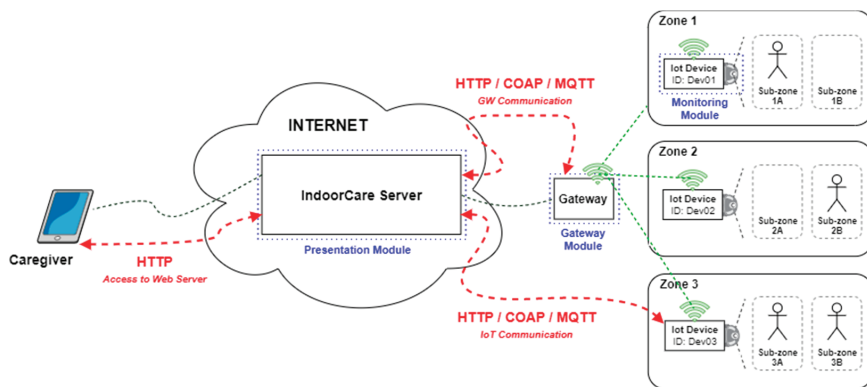 Zone 1
Iot Device
ID: Dev01
Monitoring
Module
Sub-zone
1A
Sub-zone
1B
HTTP / COAP / MQTT
GW Communication
INTERNET
IndoorCare Server
Presentation Module
Gateway
Gateway
Module
Zone 2
Iot Device
ID: Dev02
Sub-zone
2A
Sub-zone
2B
Caregiver
HTTP
Access to Web Server
HTTP / COAP / MQTT
IoT Communication
Zone 3
Iot Device
ID: Dev03
Sub-zone
3A
Sub-zone
3B